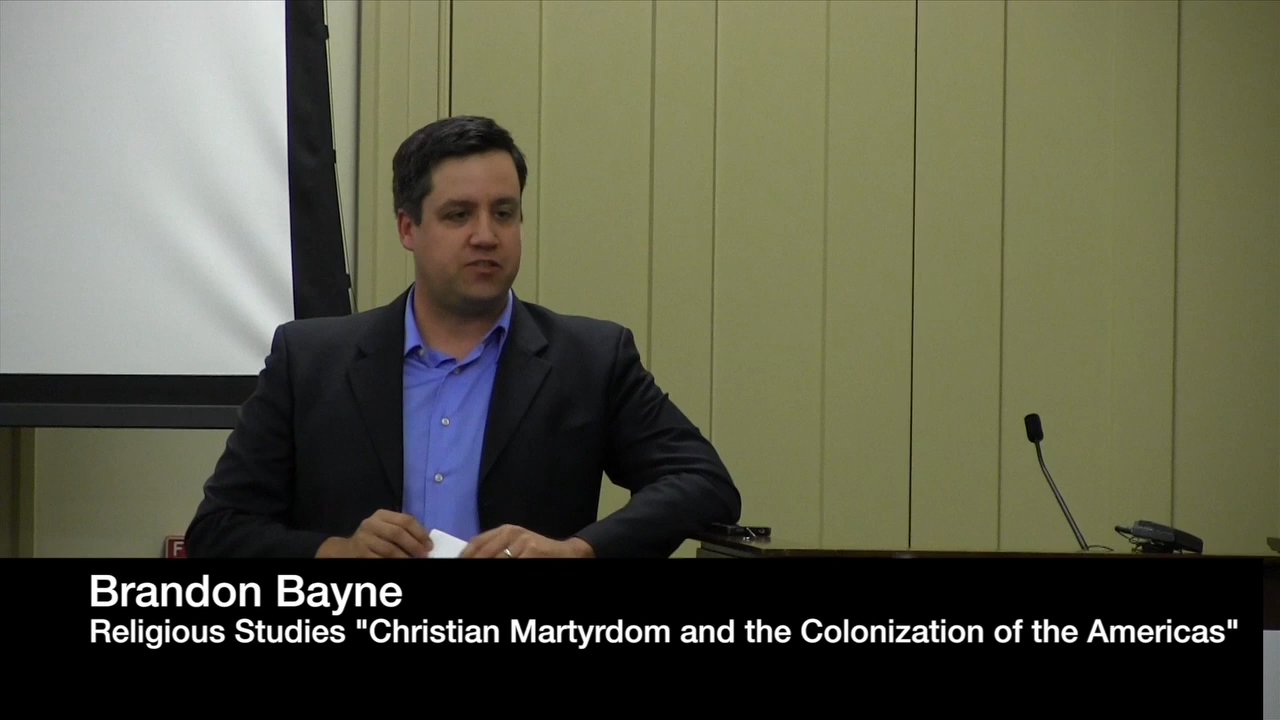 Brandon Bayne
Religious Studies "Christian Martyrdom and the Colonization of the Americas"